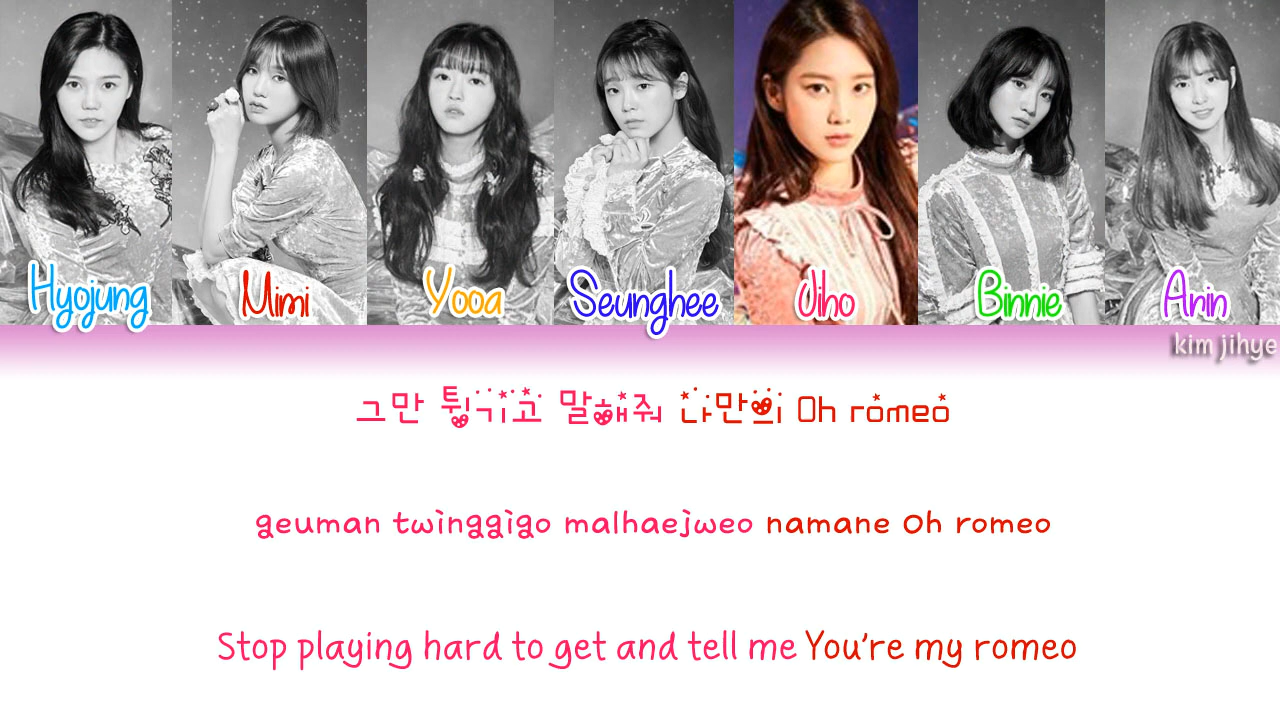 Hyojung Mimi Yooa Seunghee Jiho Binnie Arin
kim jihye
그만 튕기고 말해줘 나만의 Oh romeo
geuman twinggigo malhaejweo namane Oh romeo
Stop playing hard to get and tell me You're my romeo